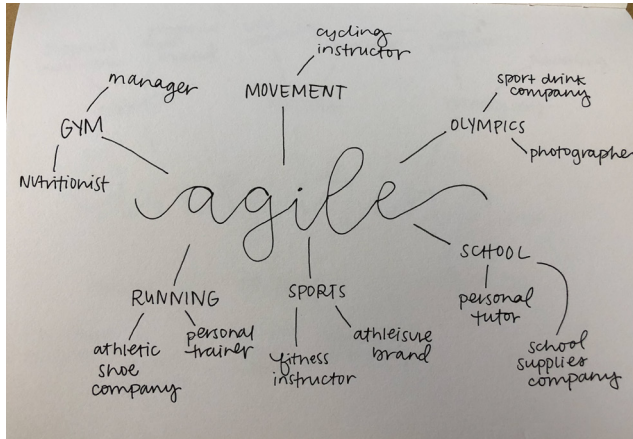 cycling
instructor
MOVEMENT
manager
GYM
Nutritionist
sport drink
company
OLYMPICS
photographe
agile
SCHOOL
personal
tutor
school
supplies
company
RUNNING
athletic
shoe
company
personal
trainer
SPORTS
fitness
instructor
athleisure
brand